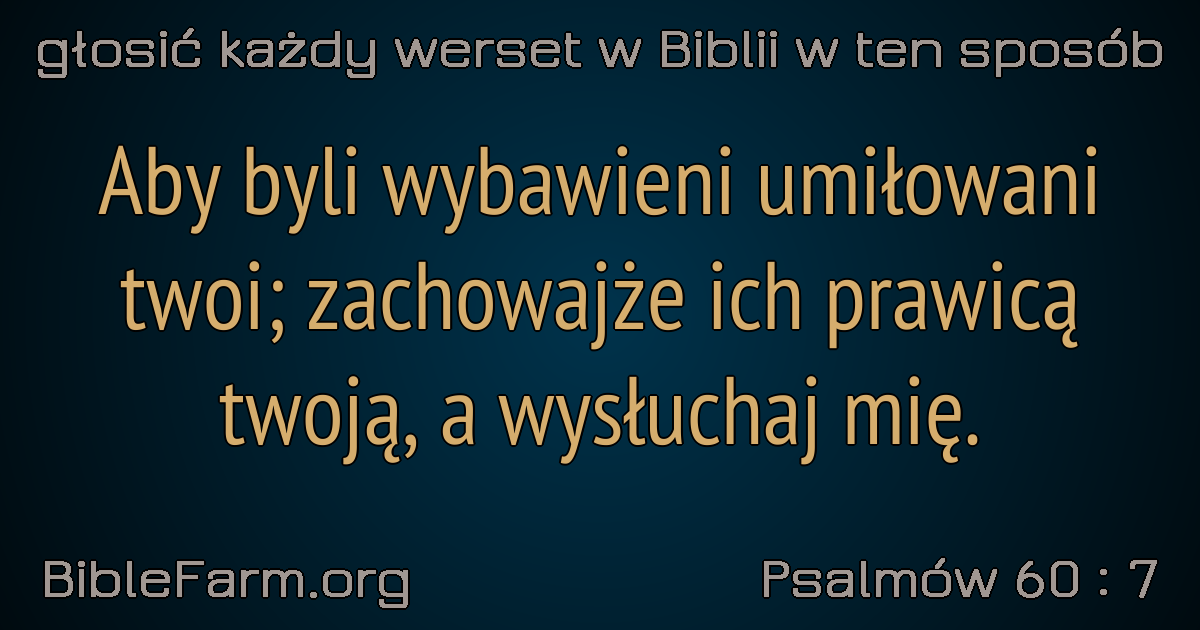 głosić każdy werset w Biblii w ten sposób
Aby byli wybawieni umiłowani
twoi; zachowajże ich prawicą
twoją, a wysłuchaj mię.
BibleFarm.org
Psalmów 60 : 7